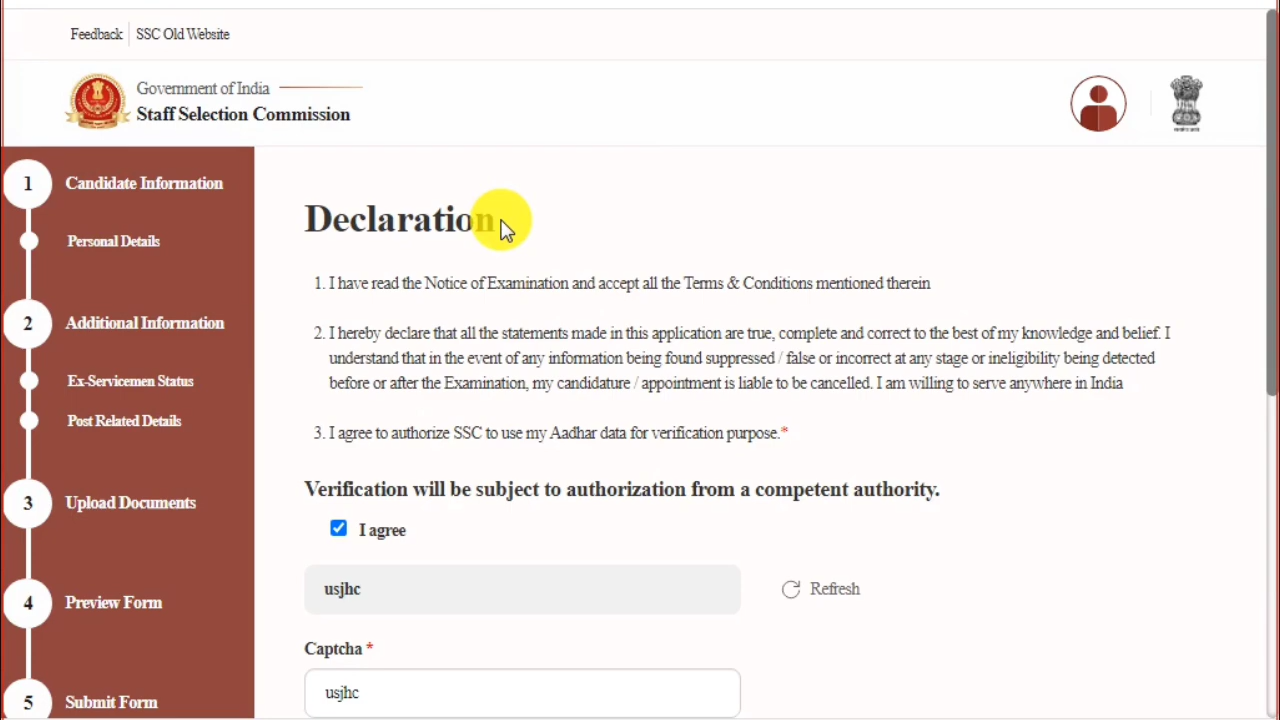 Feedback SSC Old Website
Government of India
Staff Selection Commission
1 Candidate Information
Personal Details
2 Additional Information
Ex-Servicemen Status
Post Related Details
3 Upload Documents
4 Preview Form
5 Submit Form
Declaration
1. I have read the Notice of Examination and accept all the Terms & Conditions mentioned therein
2. I hereby declare that all the statements made in this application are true, complete and correct to the best of my knowledge and belief. I
understand that in the event of any information being found suppressed / false or incorrect at any stage or ineligibility being detected
before or after the Examination, my candidature / appointment is liable to be cancelled. I am willing to serve anywhere in India
3. I agree to authorize SSC to use my Aadhar data for verification purpose.*
Verification will be subject to authorization from a competent authority.
I agree
usjhc Refresh
Captcha *
usjhc